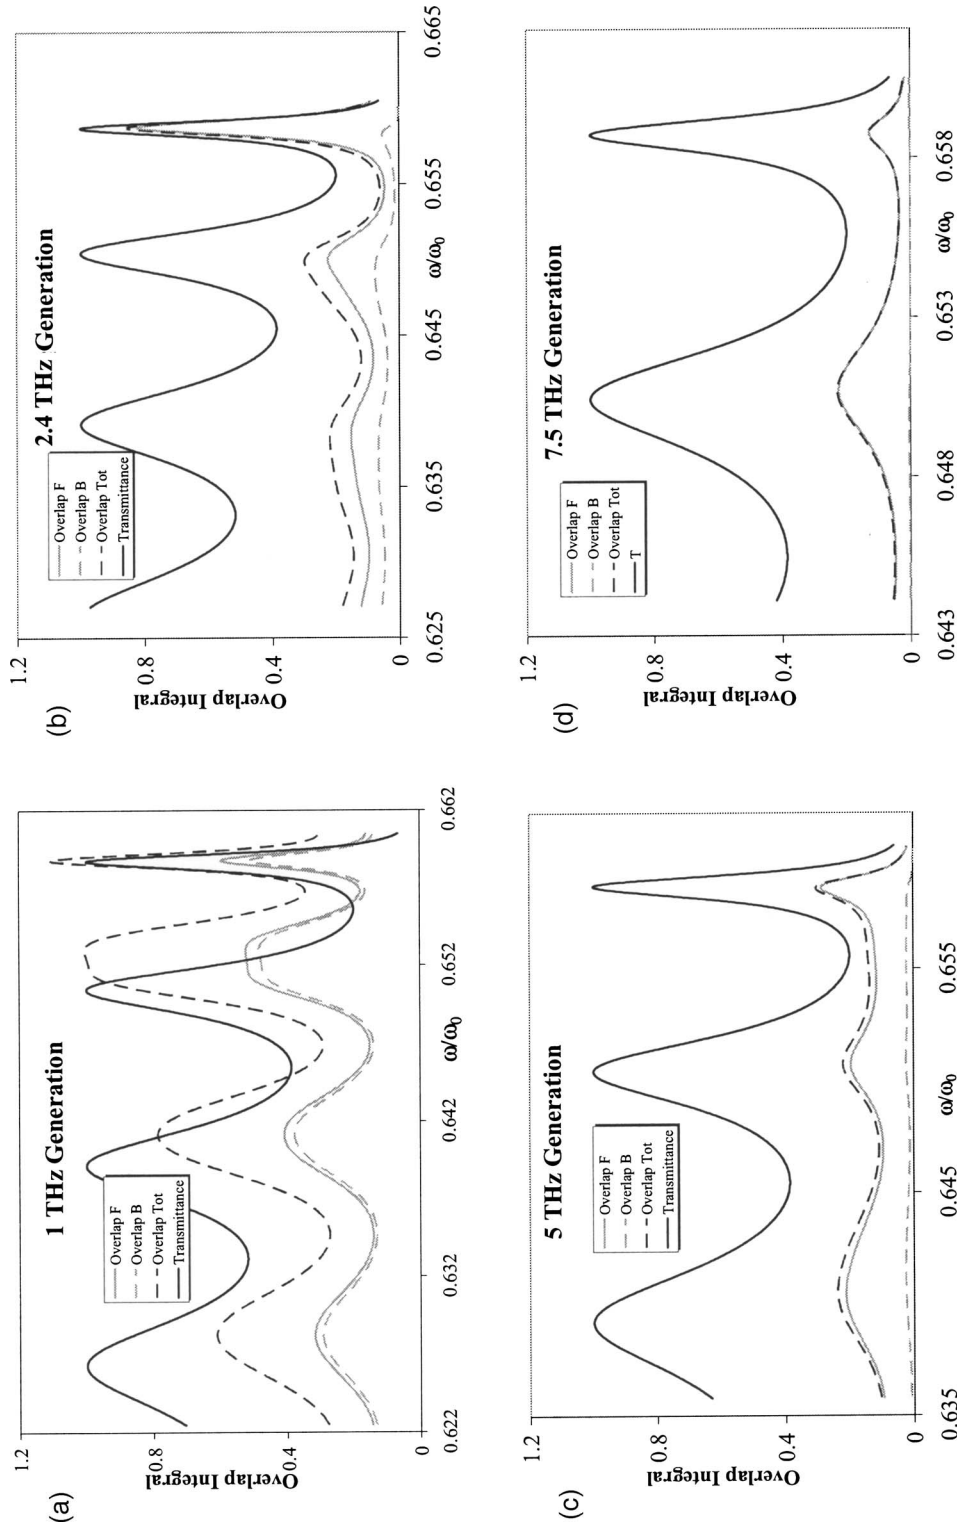 (a)
1 THz Generation
1.2
0.8
0.4
0
Overlap Integral
Overlap F
Overlap B
Overlap Tot
Transmittance
0.622
0.632
0.642
0.652
0.662
ω/ω₀
(b)
2.4 THz Generation
1.2
0.8
0.4
0
Overlap Integral
Overlap F
Overlap B
Overlap Tot
Transmittance
0.625
0.635
0.645
0.655
0.665
ω/ω₀
(c)
5 THz Generation
1.2
0.8
0.4
0
Overlap Integral
Overlap F
Overlap B
Overlap Tot
Transmittance
0.635
0.645
0.655
ω/ω₀
(d)
7.5 THz Generation
1.2
0.8
0.4
0
Overlap Integral
Overlap F
Overlap B
Overlap Tot
T
0.643
0.648
0.653
0.658
ω/ω₀